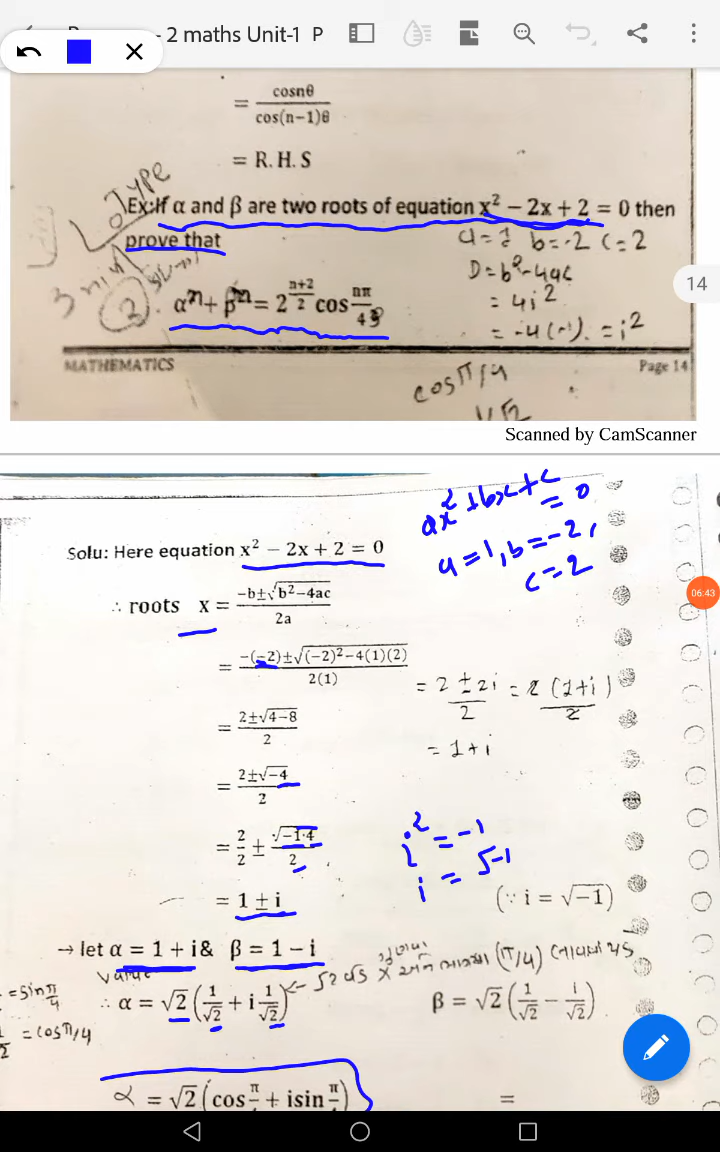 - 2 maths Unit-1 P
= cosnθ / cos(n−1)θ
= R.H.S
Type
Ex:If α and β are two roots of equation x² − 2x + 2 = 0 then
prove that
a=1 b=-2 c=2
D=b²-4ac
14
αⁿ + βⁿ = 2^((n+2)/2) cos nπ/4
= 4i²
= -4(-1). = i²
MATHEMATICS
Page 14
cos π/4
1/√2
Scanned by CamScanner
ax²+bx+c = 0
a=1, b=-2,
c=2
Solu: Here equation x² − 2x + 2 = 0
∴ roots x = −b±√b²−4ac / 2a
06:43
= −(−2)±√(−2)²−4(1)(2) / 2(1)
= 2±2i / 2 = 2(1+i) / 2
= 2±√4−8 / 2
= 1+i
= 2±√−4 / 2
= 2/2 ± √−1·4 / 2
i² = -1
i = √-1
= 1 ± i
(∵ i = √−1)
→ let α = 1 + i & β = 1 − i
value
= sin π/4
∴ α = √2 (1/√2 + i 1/√2)
β = √2 (1/√2 − i/√2)
= cos π/4
α = √2 (cos π + isin π)
=